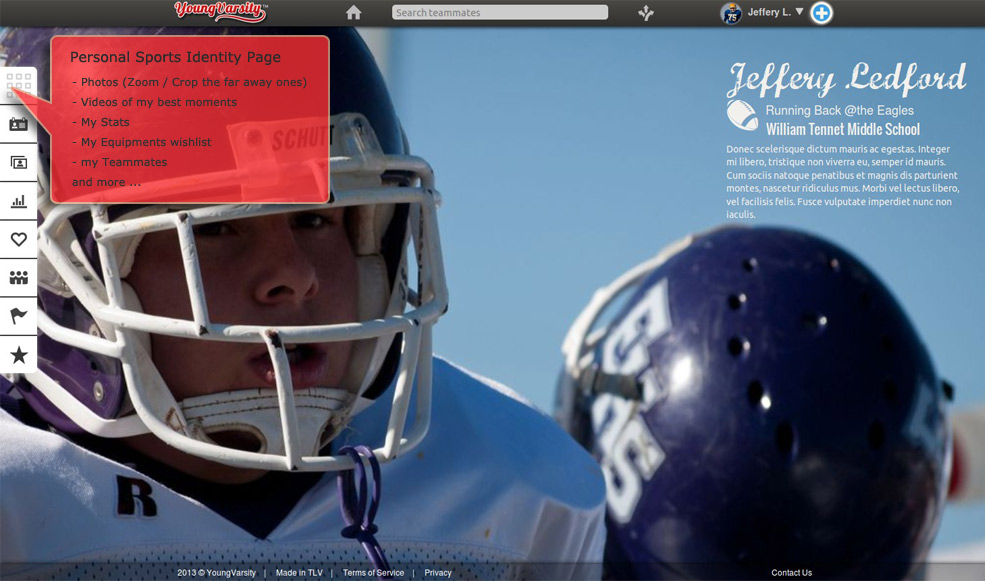 YoungVarsity™
Search teammates
75
Jeffery L.
Personal Sports Identity Page
- Photos (Zoom / Crop the far away ones)
- Videos of my best moments
- My Stats
- My Equipments wishlist
- my Teammates
and more ...
SCHUTT
Jeffery Ledford
Running Back @the Eagles
William Tennet Middle School
Donec scelerisque dictum mauris ac egestas. Integer
mi libero, tristique non viverra eu, semper id mauris.
Cum sociis natoque penatibus et magnis dis parturient
montes, nascetur ridiculus mus. Morbi vel lectus libero,
vel facilisis felis. Fusce vulputate imperdiet nunc non
iaculis.
R
2013 © YoungVarsity | Made in TLV | Terms of Service | Privacy
Contact Us